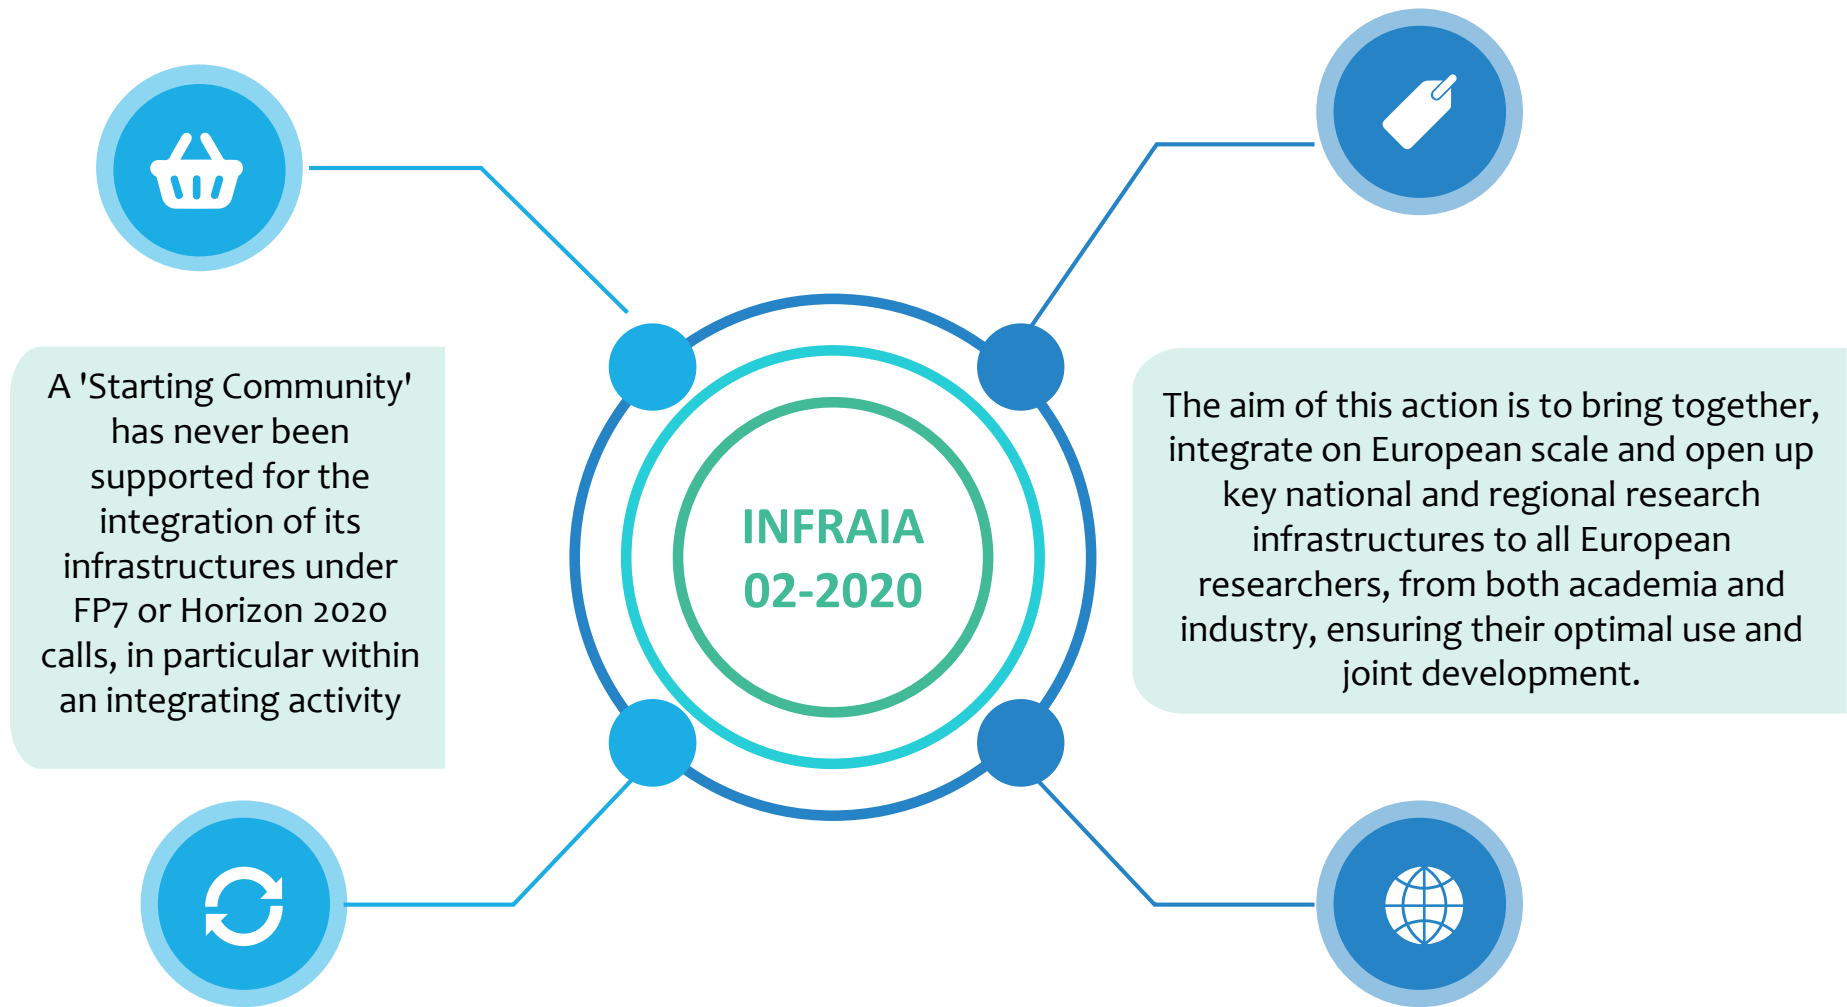 A 'Starting Community'
has never been
supported for the
integration of its
infrastructures under
FP7 or Horizon 2020
calls, in particular within
an integrating activity
INFRAIA
02-2020
The aim of this action is to bring together,
integrate on European scale and open up
key national and regional research
infrastructures to all European
researchers, from both academia and
industry, ensuring their optimal use and
joint development.